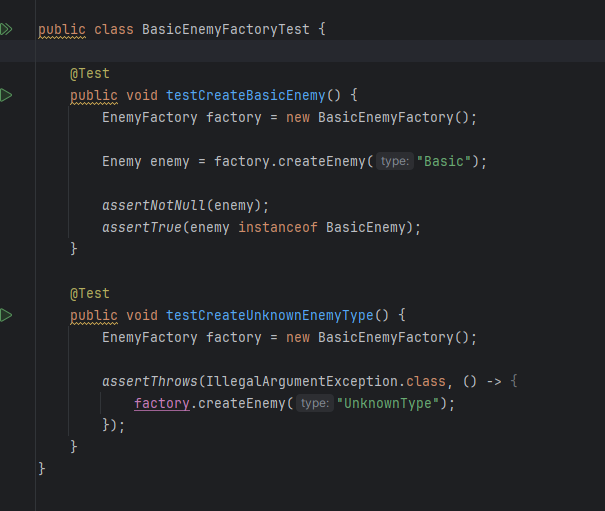 public class BasicEnemyFactoryTest {
@Test
public void testCreateBasicEnemy() {
EnemyFactory factory = new BasicEnemyFactory();
Enemy enemy = factory.createEnemy( type: "Basic");
assertNotNull(enemy);
assertTrue(enemy instanceof BasicEnemy);
}
@Test
public void testCreateUnknownEnemyType() {
EnemyFactory factory = new BasicEnemyFactory();
assertThrows(IllegalArgumentException.class, () -> {
factory.createEnemy( type: "UnknownType");
});
}
}